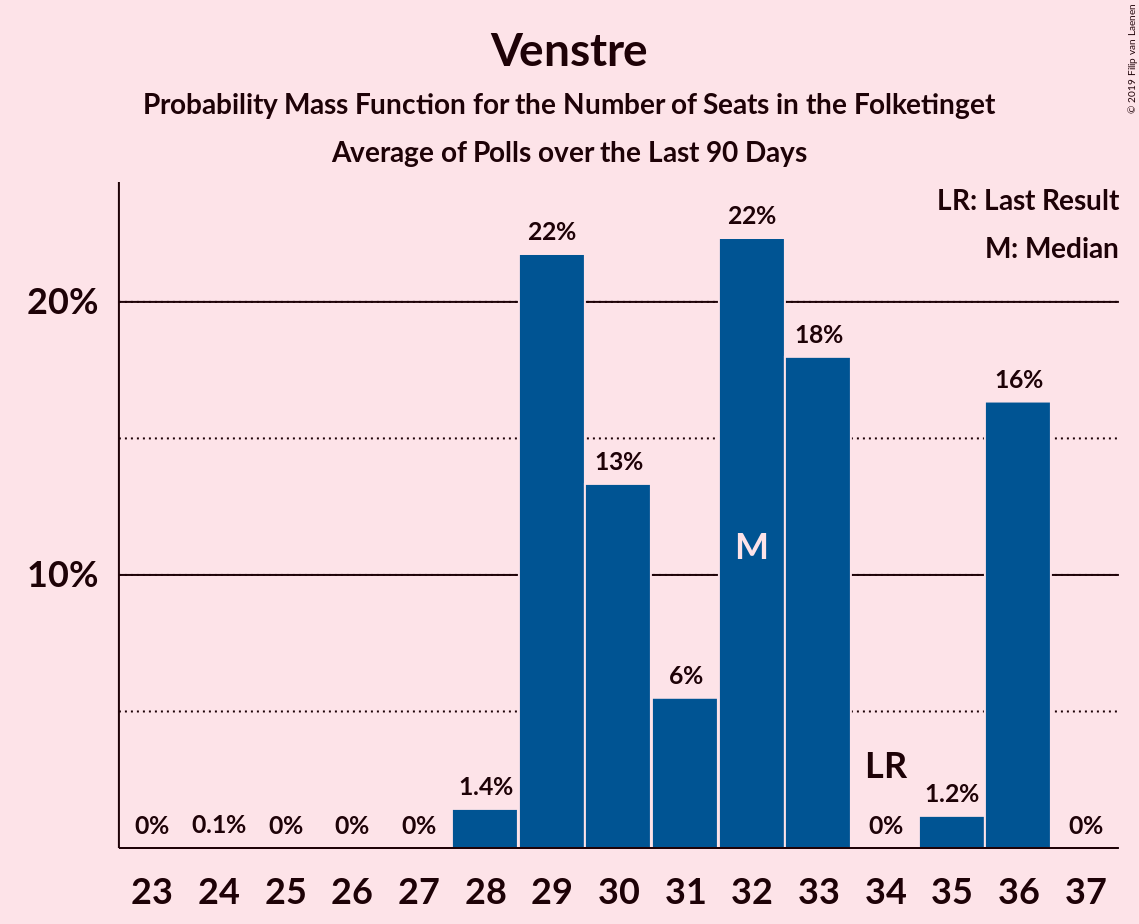 Venstre
Probability Mass Function for the Number of Seats in the Folketinget
Average of Polls over the Last 90 Days
© 2019 Filip van Laenen
LR: Last Result
M: Median
20%
10%
0%
0.1%
0%
0%
0%
1.4%
22%
13%
6%
22%
M
18%
LR
0%
1.2%
16%
0%
23 24 25 26 27 28 29 30 31 32 33 34 35 36 37